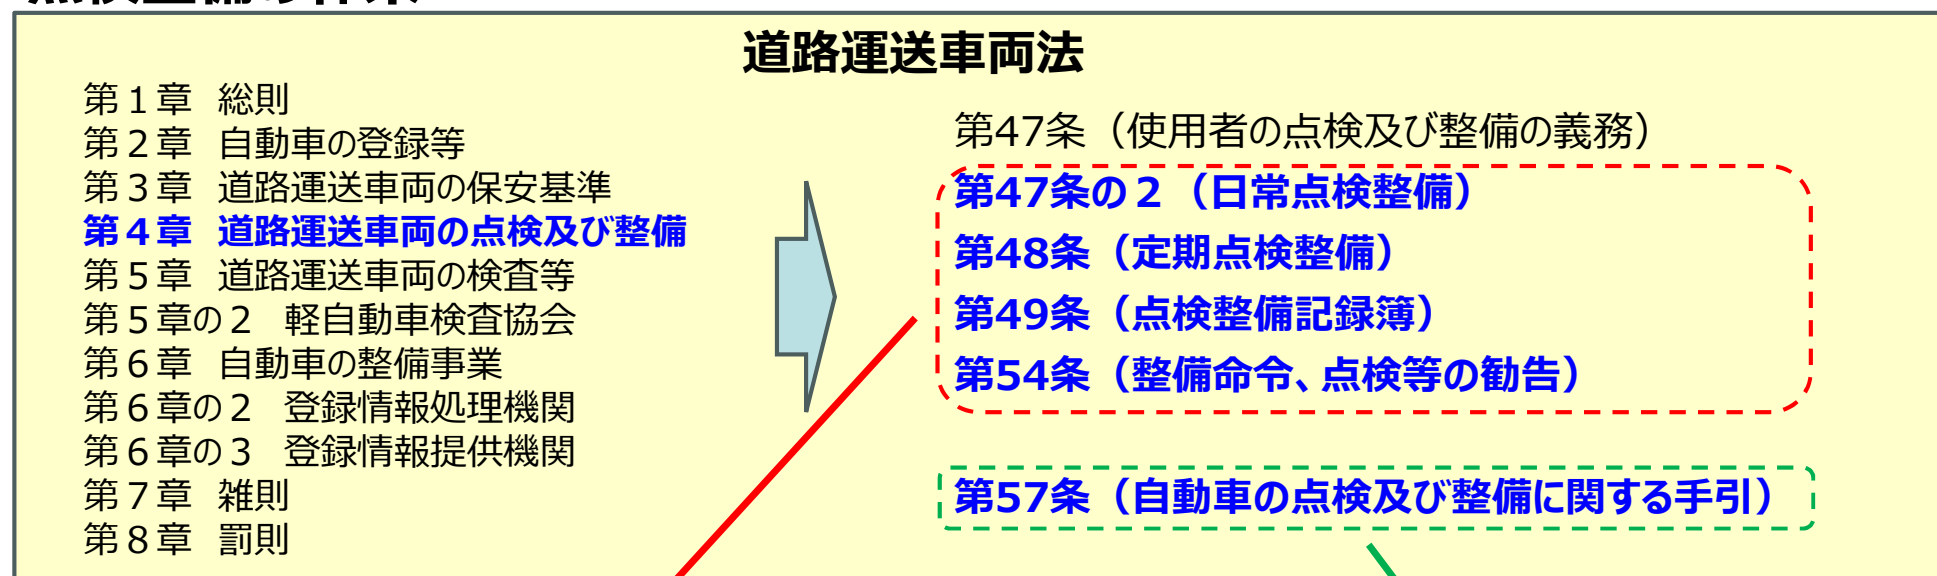 道路運送車両法
第１章 総則
第２章 自動車の登録等
第３章 道路運送車両の保安基準
第４章 道路運送車両の点検及び整備
第５章 道路運送車両の検査等
第５章の２ 軽自動車検査協会
第６章 自動車の整備事業
第６章の２ 登録情報処理機関
第６章の３ 登録情報提供機関
第７章 雑則
第８章 罰則
第47条（使用者の点検及び整備の義務）
第47条の２（日常点検整備）
第48条（定期点検整備）
第49条（点検整備記録簿）
第54条（整備命令、点検等の勧告）
第57条（自動車の点検及び整備に関する手引）